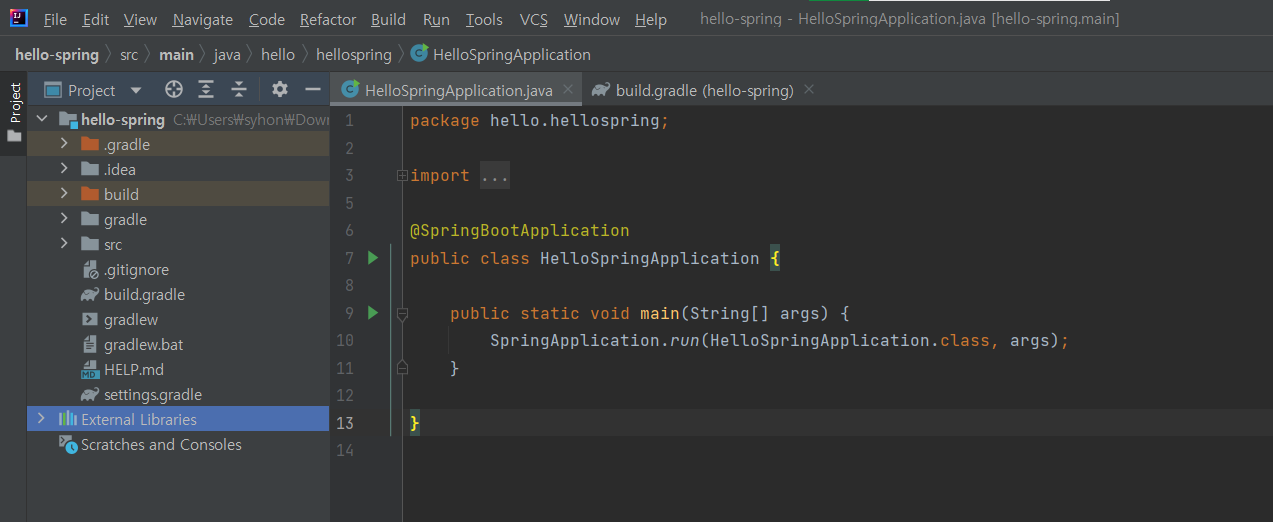 File Edit View Navigate Code Refactor Build Run Tools VCS Window Help hello-spring - HelloSpringApplication.java [hello-spring.main]
hello-spring src main java hello hellospring HelloSpringApplication
Project
Project
HelloSpringApplication.java build.gradle (hello-spring)
hello-spring C:₩Users₩syhon₩Dow
.gradle
.idea
build
gradle
src
.gitignore
build.gradle
gradlew
gradlew.bat
HELP.md
settings.gradle
External Libraries
Scratches and Consoles
1 package hello.hellospring;
2
3 import ...
5
6 @SpringBootApplication
7 public class HelloSpringApplication {
8
9 public static void main(String[] args) {
10 SpringApplication.run(HelloSpringApplication.class, args);
11 }
12
13 }
14